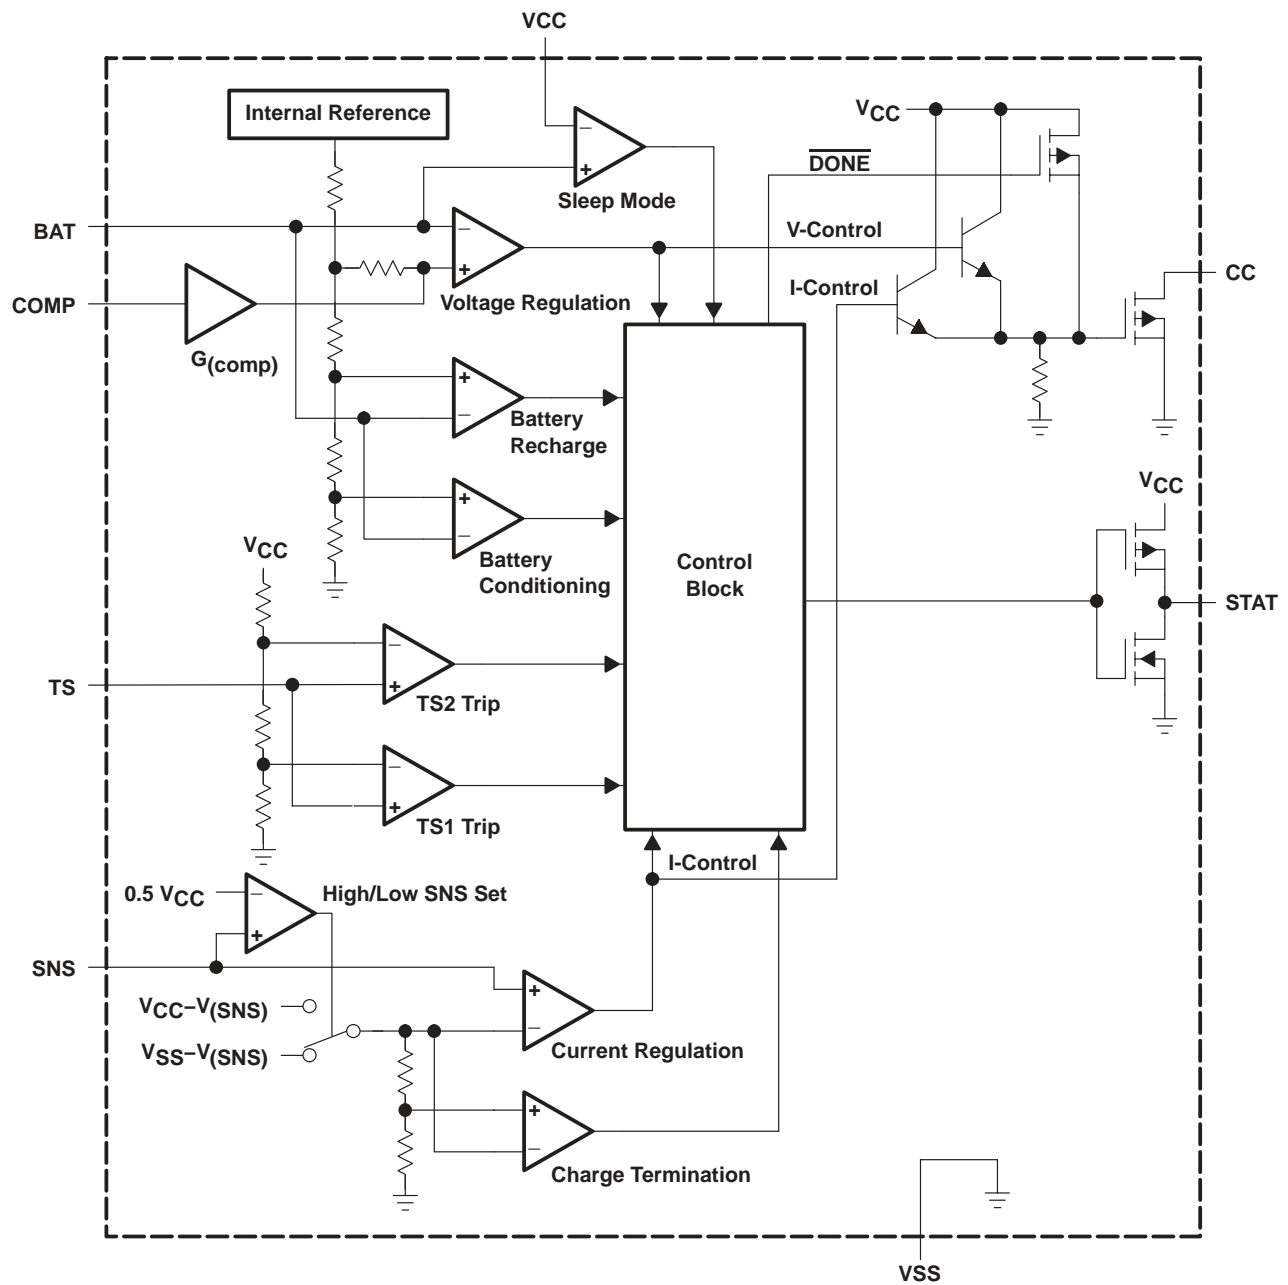 VCC
Internal Reference
VCC
DONE
Sleep Mode
BAT
V-Control
CC
I-Control
COMP
Voltage Regulation
G(comp)
Battery
Recharge
VCC
VCC
Battery
Conditioning
Control
Block
STAT
TS
TS2 Trip
TS1 Trip
I-Control
0.5 VCC
High/Low SNS Set
SNS
VCC–V(SNS)
VSS–V(SNS)
Current Regulation
Charge Termination
VSS